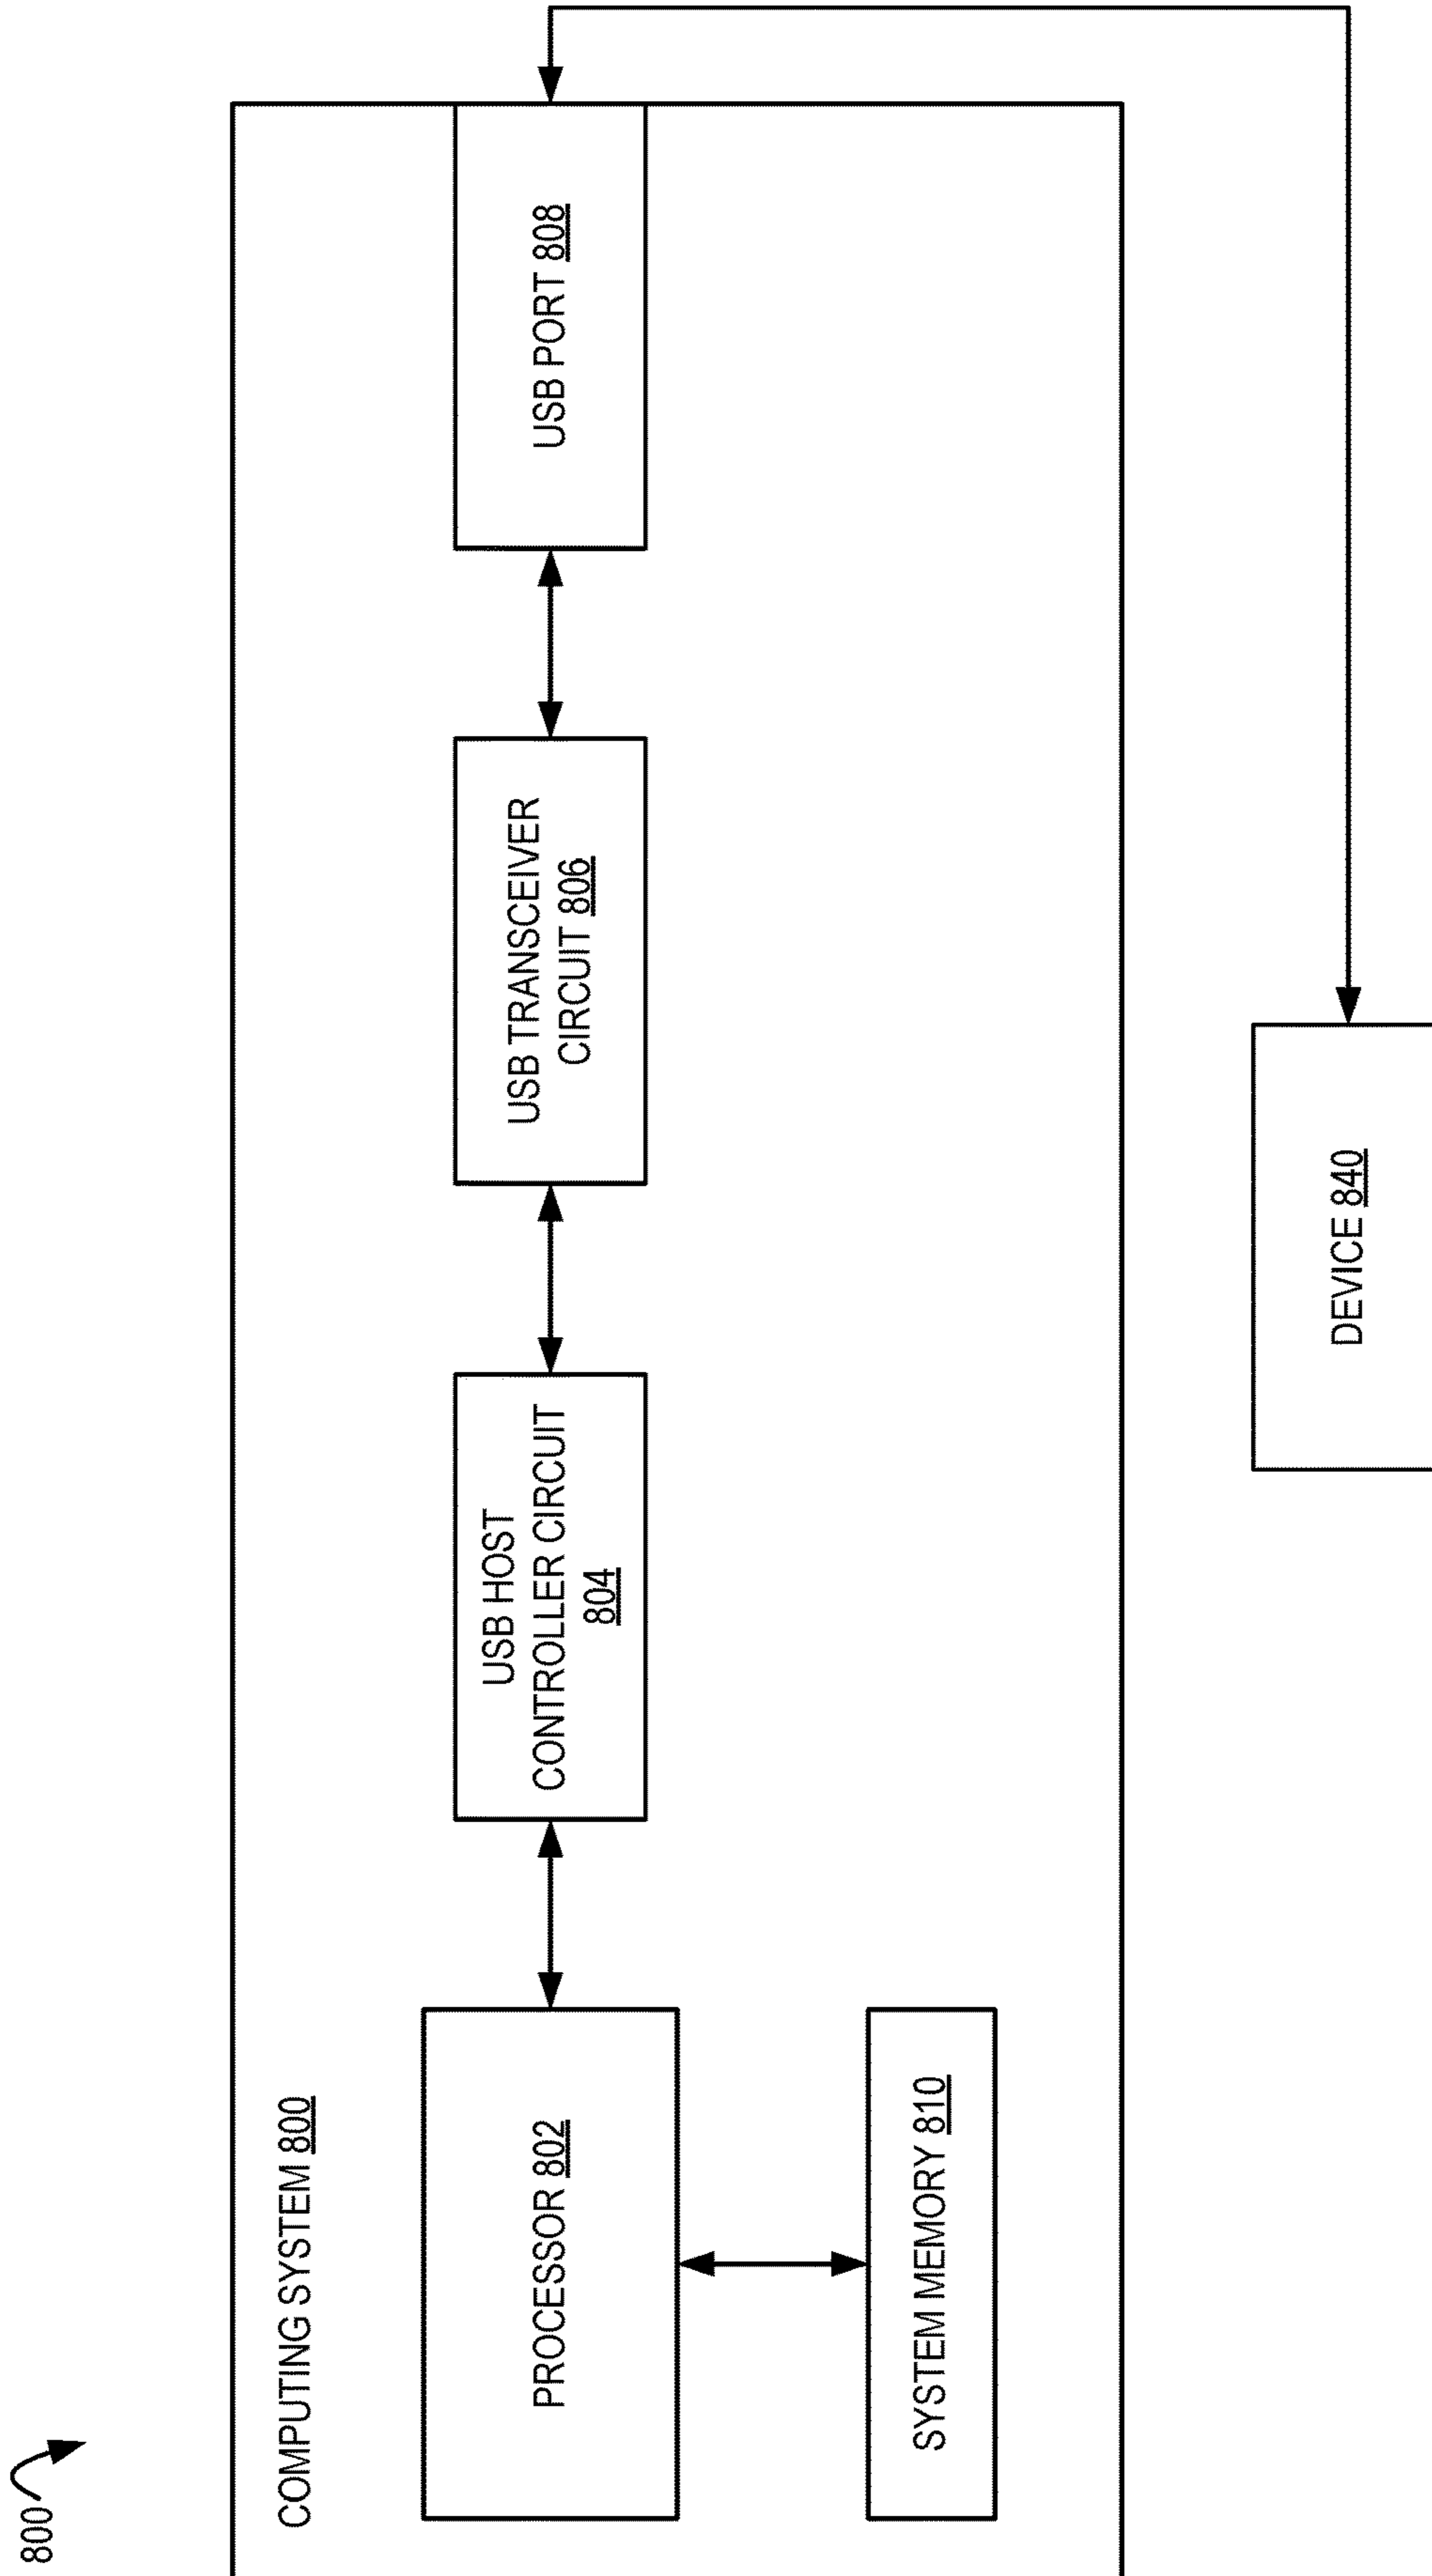 800
COMPUTING SYSTEM 800
PROCESSOR 802
USB HOST
CONTROLLER CIRCUIT
804
USB TRANSCEIVER
CIRCUIT 806
USB PORT 808
SYSTEM MEMORY 810
DEVICE 840